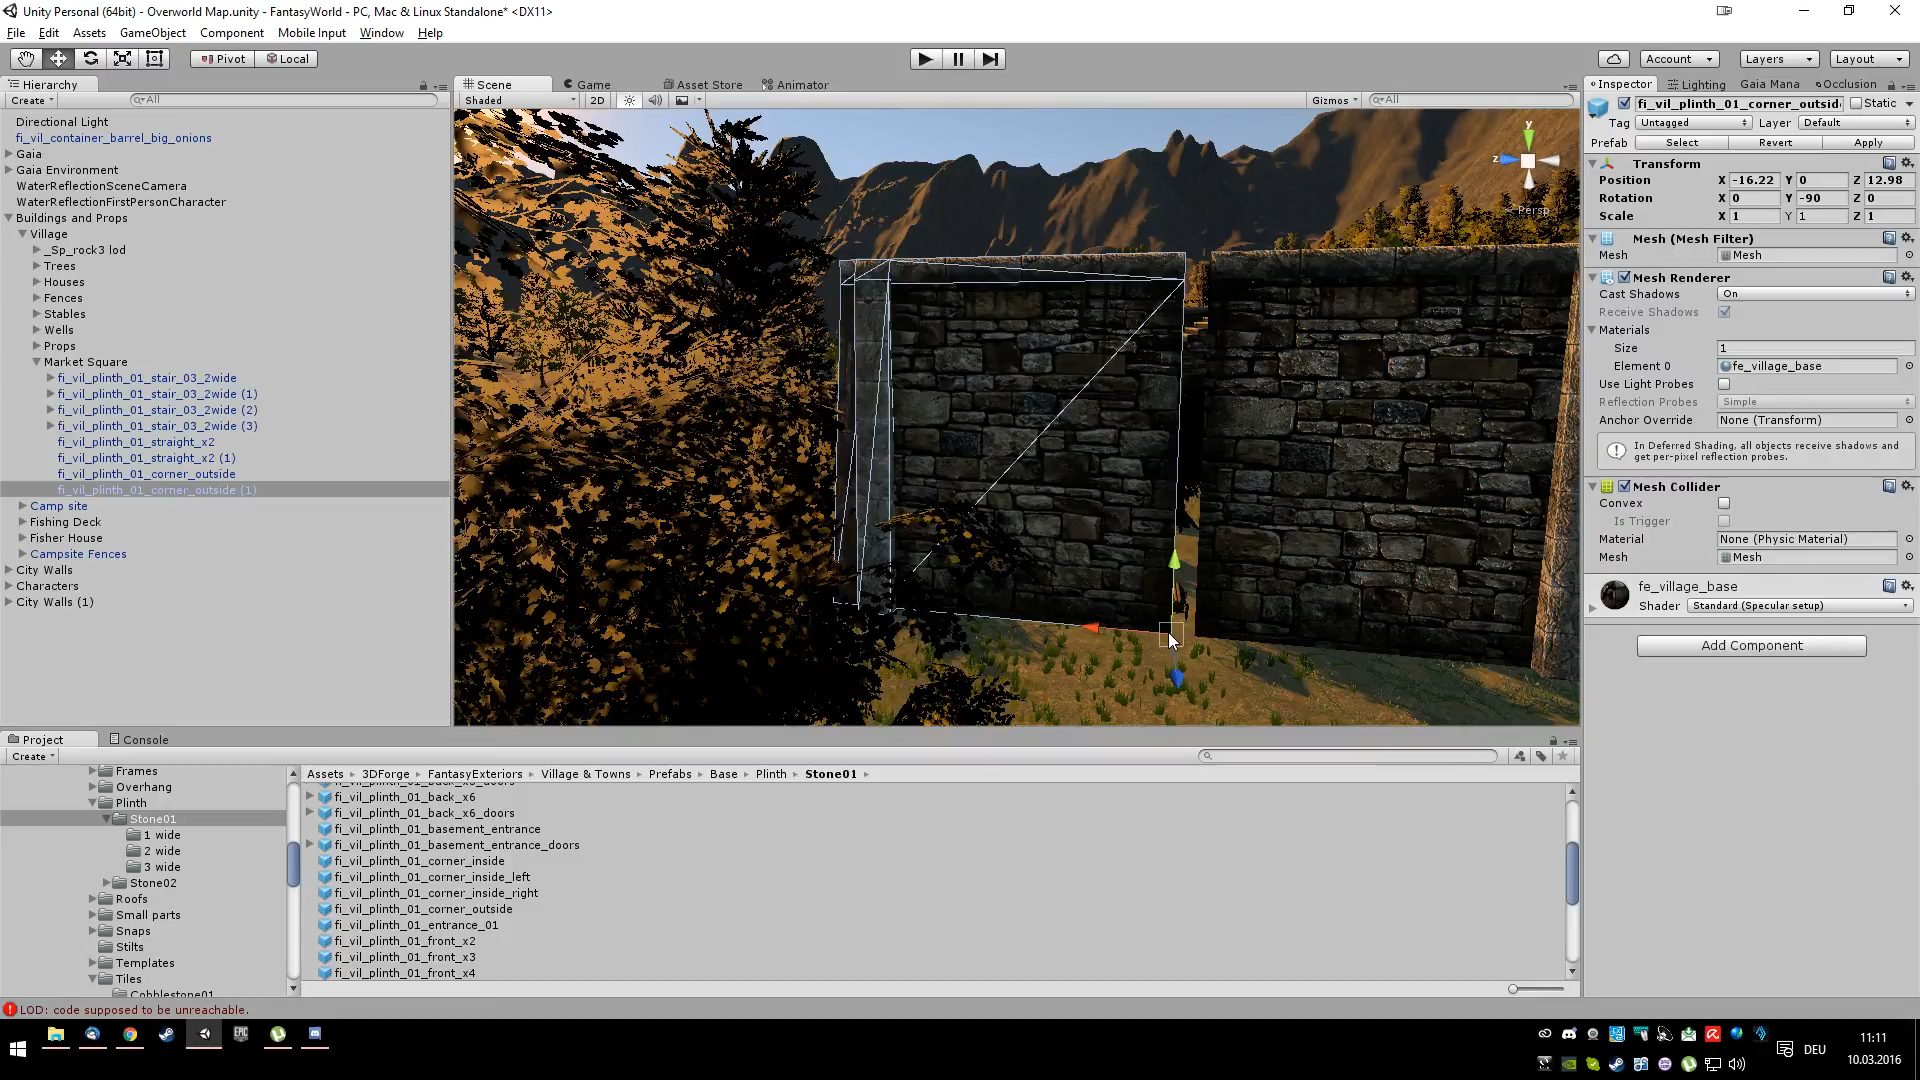 Unity Personal (64bit) - Overworld Map.unity - FantasyWorld - PC, Mac & Linux Standalone* <DX11>
File Edit Assets GameObject Component Mobile Input Window Help
Pivot Local Account Layers Layout
Hierarchy
Create All
Directional Light
fi_vil_container_barrel_big_onions
Gaia
Gaia Environment
WaterReflectionSceneCamera
WaterReflectionFirstPersonCharacter
Buildings and Props
Village
_Sp_rock3 lod
Trees
Houses
Fences
Stables
Wells
Props
Market Square
fi_vil_plinth_01_stair_03_2wide
fi_vil_plinth_01_stair_03_2wide (1)
fi_vil_plinth_01_stair_03_2wide (2)
fi_vil_plinth_01_stair_03_2wide (3)
fi_vil_plinth_01_straight_x2
fi_vil_plinth_01_straight_x2 (1)
fi_vil_plinth_01_corner_outside
fi_vil_plinth_01_corner_outside (1)
Camp site
Fishing Deck
Fisher House
Campsite Fences
City Walls
Characters
City Walls (1)
Scene Game Asset Store Animator
Shaded 2D Gizmos All
y
z
Persp
Inspector Lighting Gaia Mana Occlusion
fi_vil_plinth_01_corner_outsid Static
Tag Untagged Layer Default
Prefab Select Revert Apply
Transform
Position X -16.22 Y 0 Z 12.98
Rotation X 0 Y -90 Z 0
Scale X 1 Y 1 Z 1
Mesh (Mesh Filter)
Mesh Mesh
Mesh Renderer
Cast Shadows On
Receive Shadows
Materials
Size 1
Element 0 fe_village_base
Use Light Probes
Reflection Probes Simple
Anchor Override None (Transform)
In Deferred Shading, all objects receive shadows and
get per-pixel reflection probes.
Mesh Collider
Convex
Is Trigger
Material None (Physic Material)
Mesh Mesh
fe_village_base
Shader Standard (Specular setup)
Add Component
Project Console
Create
Frames
Overhang
Plinth
Stone01
1 wide
2 wide
3 wide
Stone02
Roofs
Small parts
Snaps
Stilts
Templates
Tiles
Cobblestone01
Assets 3DForge FantasyExteriors Village & Towns Prefabs Base Plinth Stone01
fi_vil_plinth_01_back_x6
fi_vil_plinth_01_back_x6_doors
fi_vil_plinth_01_basement_entrance
fi_vil_plinth_01_basement_entrance_doors
fi_vil_plinth_01_corner_inside
fi_vil_plinth_01_corner_inside_left
fi_vil_plinth_01_corner_inside_right
fi_vil_plinth_01_corner_outside
fi_vil_plinth_01_entrance_01
fi_vil_plinth_01_front_x2
fi_vil_plinth_01_front_x3
fi_vil_plinth_01_front_x4
LOD: code supposed to be unreachable.
EPIC
DEU
11:11
10.03.2016